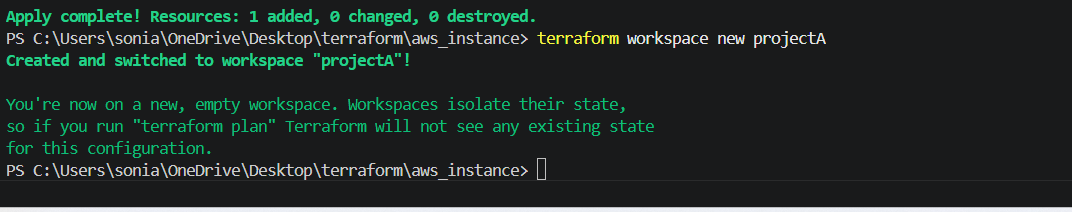 Apply complete! Resources: 1 added, 0 changed, 0 destroyed.
PS C:\Users\sonia\OneDrive\Desktop\terraform\aws_instance> terraform workspace new projectA
Created and switched to workspace "projectA"!
You're now on a new, empty workspace. Workspaces isolate their state,
so if you run "terraform plan" Terraform will not see any existing state
for this configuration.
PS C:\Users\sonia\OneDrive\Desktop\terraform\aws_instance>